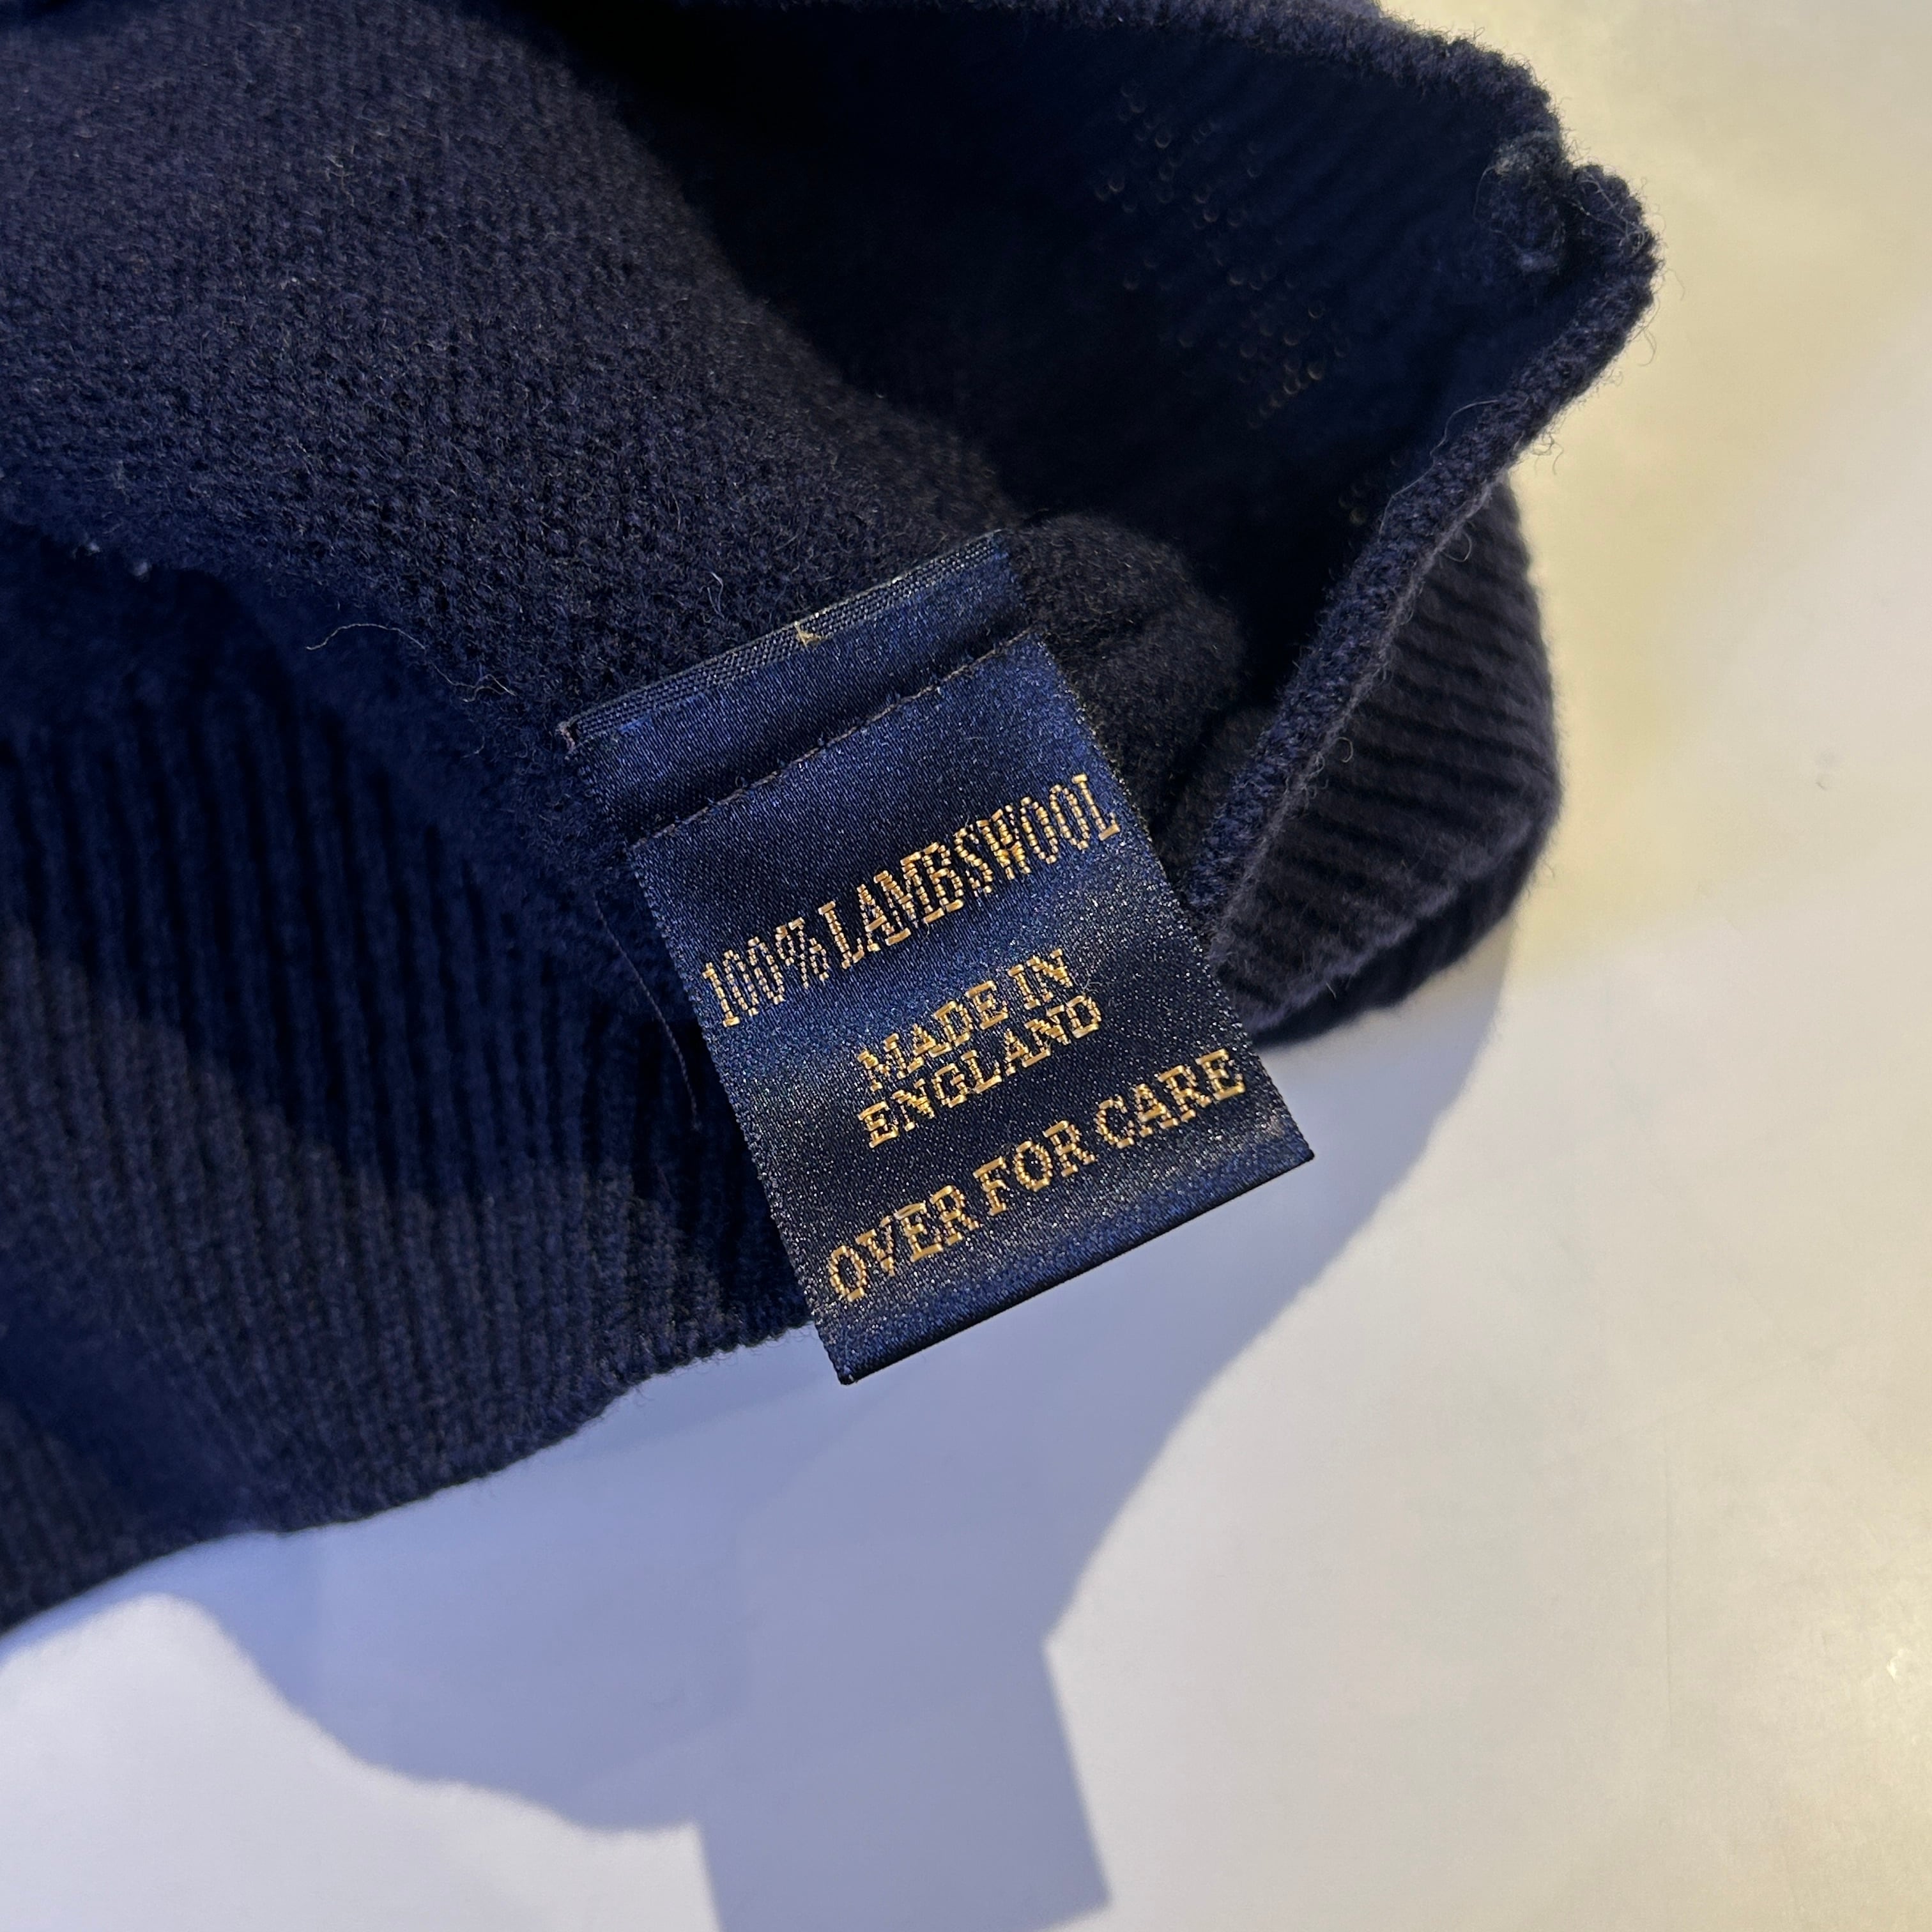 100% LAMBSWOOL
MADE IN
ENGLAND
OVER FOR CARE